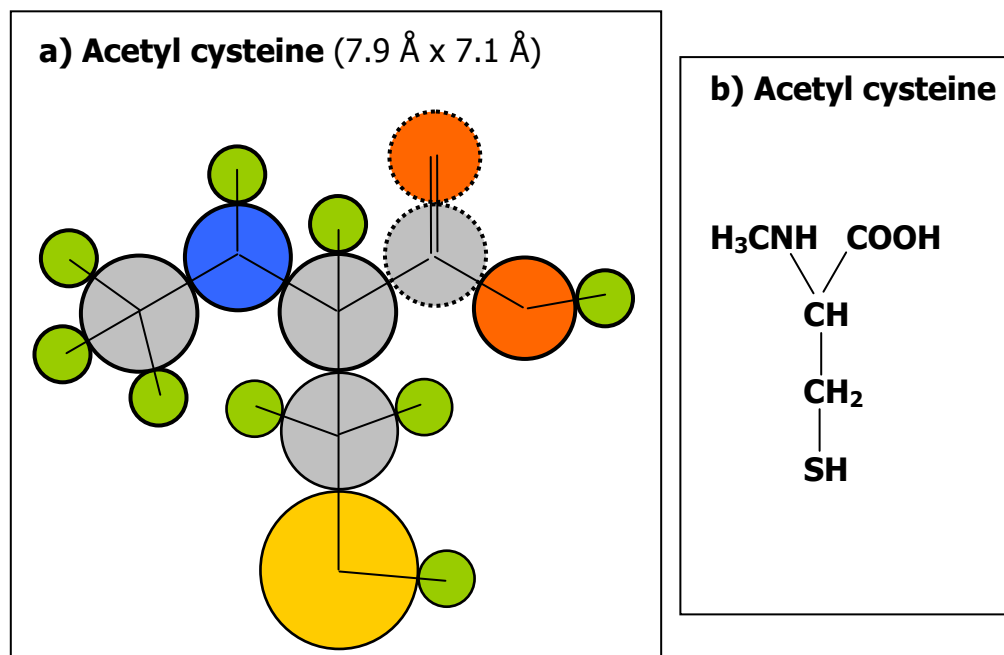 a) Acetyl cysteine (7.9 Å x 7.1 Å)
b) Acetyl cysteine
H₃CNH COOH
CH
CH₂
SH